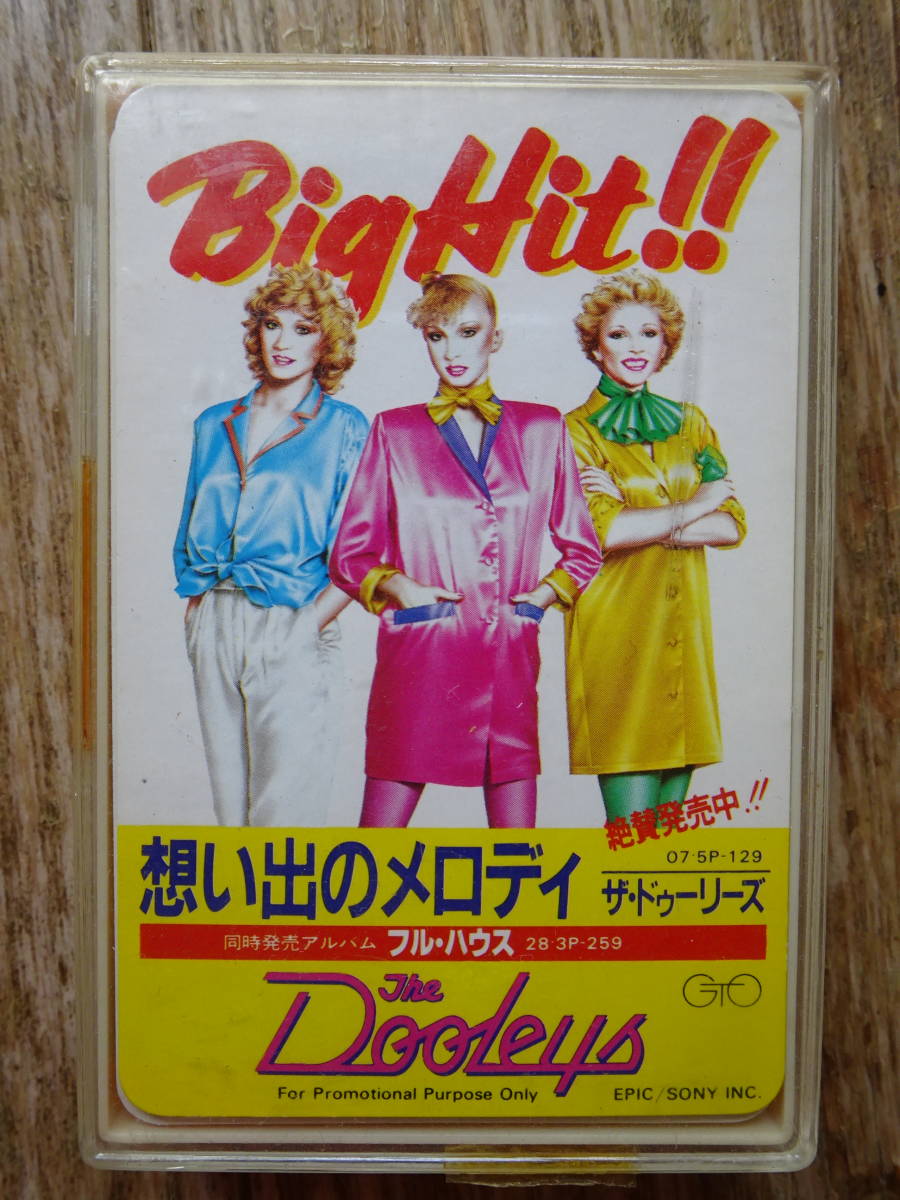 Big Hit!!
絶賛発売中!!
想い出のメロディ
07·5P-129
ザ・ドゥーリーズ
同時発売アルバム フル・ハウス 28·3P-259
The Dooleys
GTO
For Promotional Purpose Only
EPIC/SONY INC.